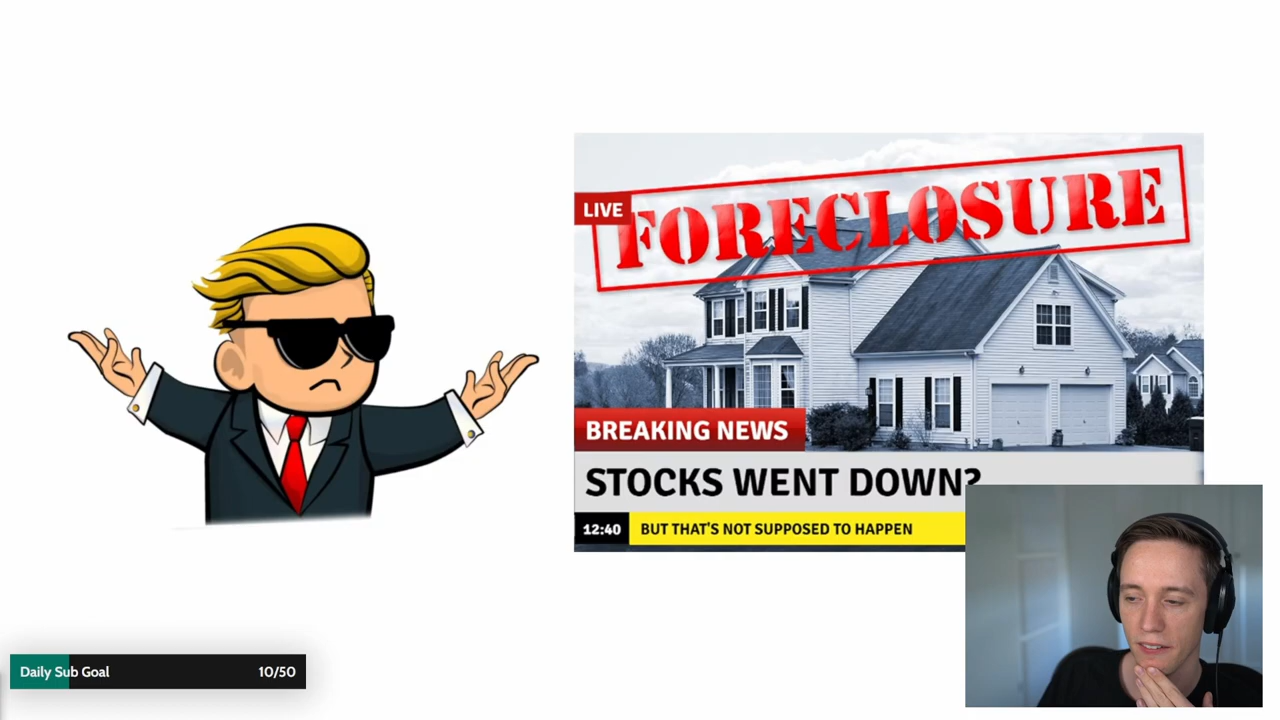 LIVE
FORECLOSURE
BREAKING NEWS
STOCKS WENT DOWN?
12:40 BUT THAT'S NOT SUPPOSED TO HAPPEN
Daily Sub Goal 10/50